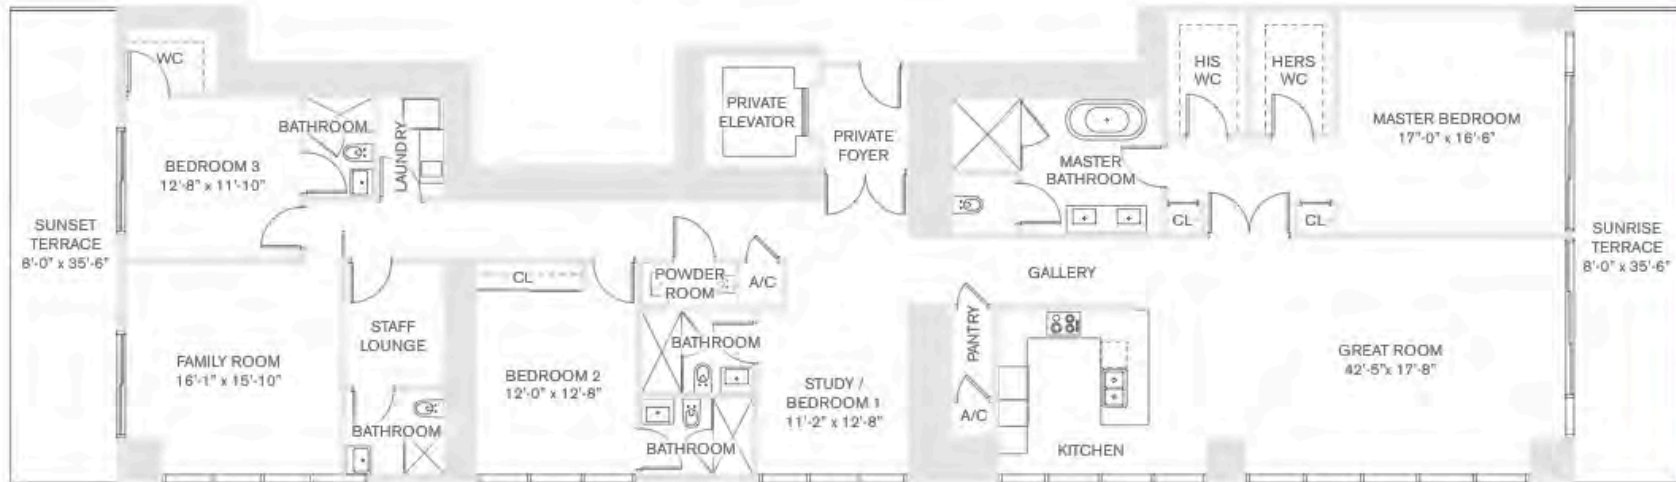 WC
BATHROOM
LAUNDRY
BEDROOM 3
12'-8" x 11'-10"
SUNSET
TERRACE
8'-0" x 35'-6"
FAMILY ROOM
16'-1" x 15'-10"
STAFF
LOUNGE
BATHROOM
CL
BEDROOM 2
12'-0" x 12'-8"
POWDER
ROOM
A/C
BATHROOM
BATHROOM
STUDY /
BEDROOM 1
11'-2" x 12'-8"
PRIVATE
ELEVATOR
PRIVATE
FOYER
MASTER
BATHROOM
HIS
WC
HERS
WC
MASTER BEDROOM
17"-0" x 16'-6"
CL
CL
GALLERY
PANTRY
A/C
KITCHEN
GREAT ROOM
42'-5"x 17'-8"
SUNRISE
TERRACE
8'-0" x 35'-6"